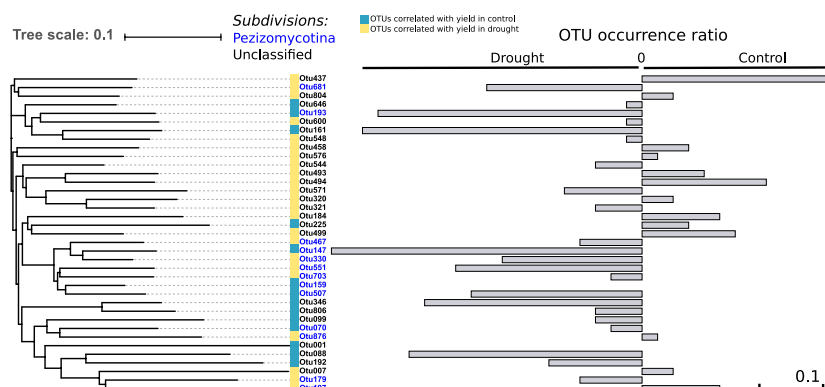 Tree scale: 0.1
Subdivisions:
Pezizomycotina
Unclassified
OTUs correlated with yield in control
OTUs correlated with yield in drought
OTU occurrence ratio
Drought 0 Control
Otu437
Otu681
Otu804
Otu646
Otu193
Otu600
Otu161
Otu548
Otu458
Otu576
Otu544
Otu493
Otu494
Otu571
Otu320
Otu321
Otu184
Otu225
Otu499
Otu467
Otu147
Otu330
Otu551
Otu703
Otu159
Otu507
Otu346
Otu806
Otu099
Otu070
Otu876
Otu001
Otu088
Otu192
Otu007
Otu179
0.1